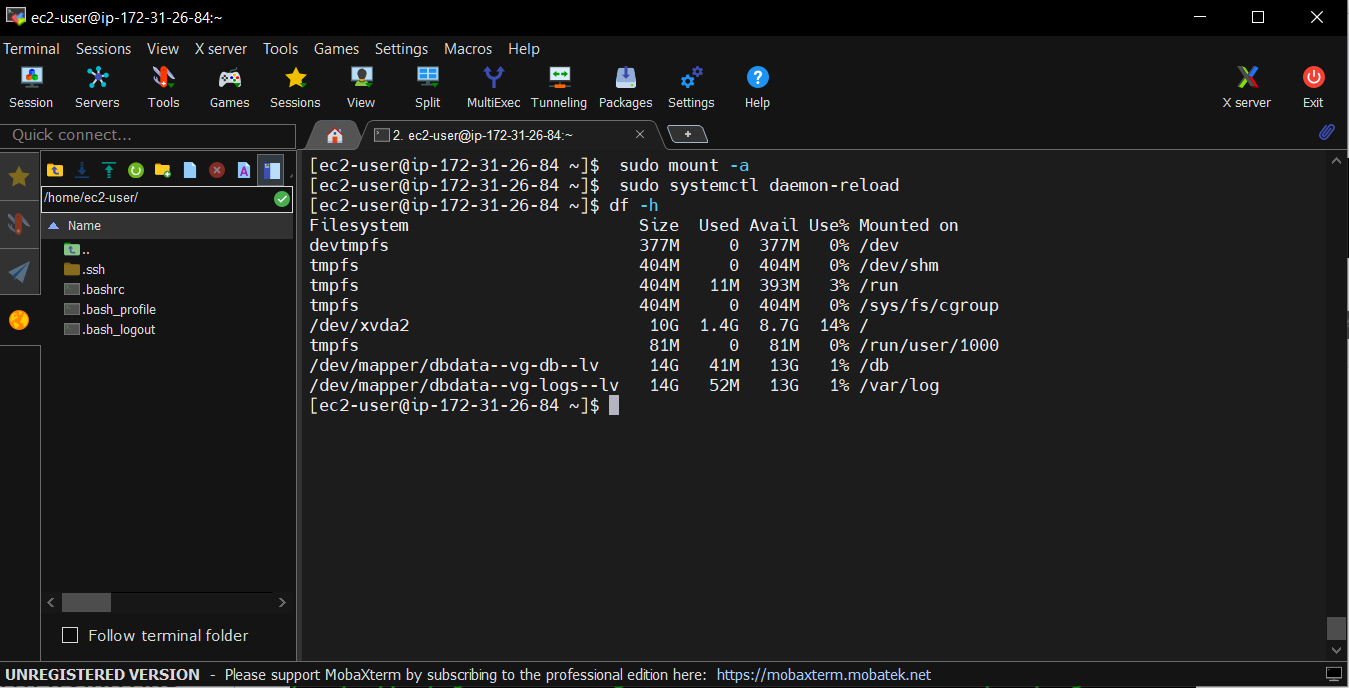 ec2-user@ip-172-31-26-84:~
Terminal Sessions View X server Tools Games Settings Macros Help
Session Servers Tools Games Sessions View Split MultiExec Tunneling Packages Settings Help X server Exit
Quick connect...
2. ec2-user@ip-172-31-26-84:~
/home/ec2-user/
Name
..
.ssh
.bashrc
.bash_profile
.bash_logout
Follow terminal folder
[ec2-user@ip-172-31-26-84 ~]$  sudo mount -a
[ec2-user@ip-172-31-26-84 ~]$  sudo systemctl daemon-reload
[ec2-user@ip-172-31-26-84 ~]$ df -h
Filesystem                       Size  Used Avail Use% Mounted on
devtmpfs                         377M     0  377M   0% /dev
tmpfs                            404M     0  404M   0% /dev/shm
tmpfs                            404M   11M  393M   3% /run
tmpfs                            404M     0  404M   0% /sys/fs/cgroup
/dev/xvda2                        10G  1.4G  8.7G  14% /
tmpfs                             81M     0   81M   0% /run/user/1000
/dev/mapper/dbdata--vg-db--lv     14G   41M   13G   1% /db
/dev/mapper/dbdata--vg-logs--lv   14G   52M   13G   1% /var/log
[ec2-user@ip-172-31-26-84 ~]$
UNREGISTERED VERSION - Please support MobaXterm by subscribing to the professional edition here: https://mobaxterm.mobatek.net